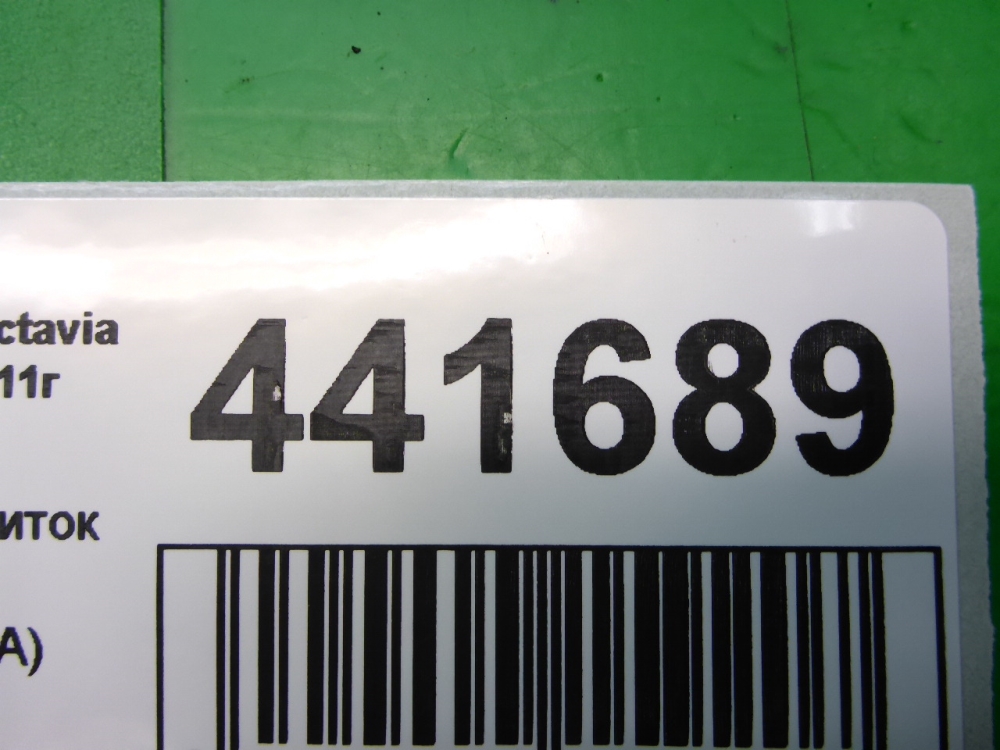 ctavia
11г
441689
иток
А)